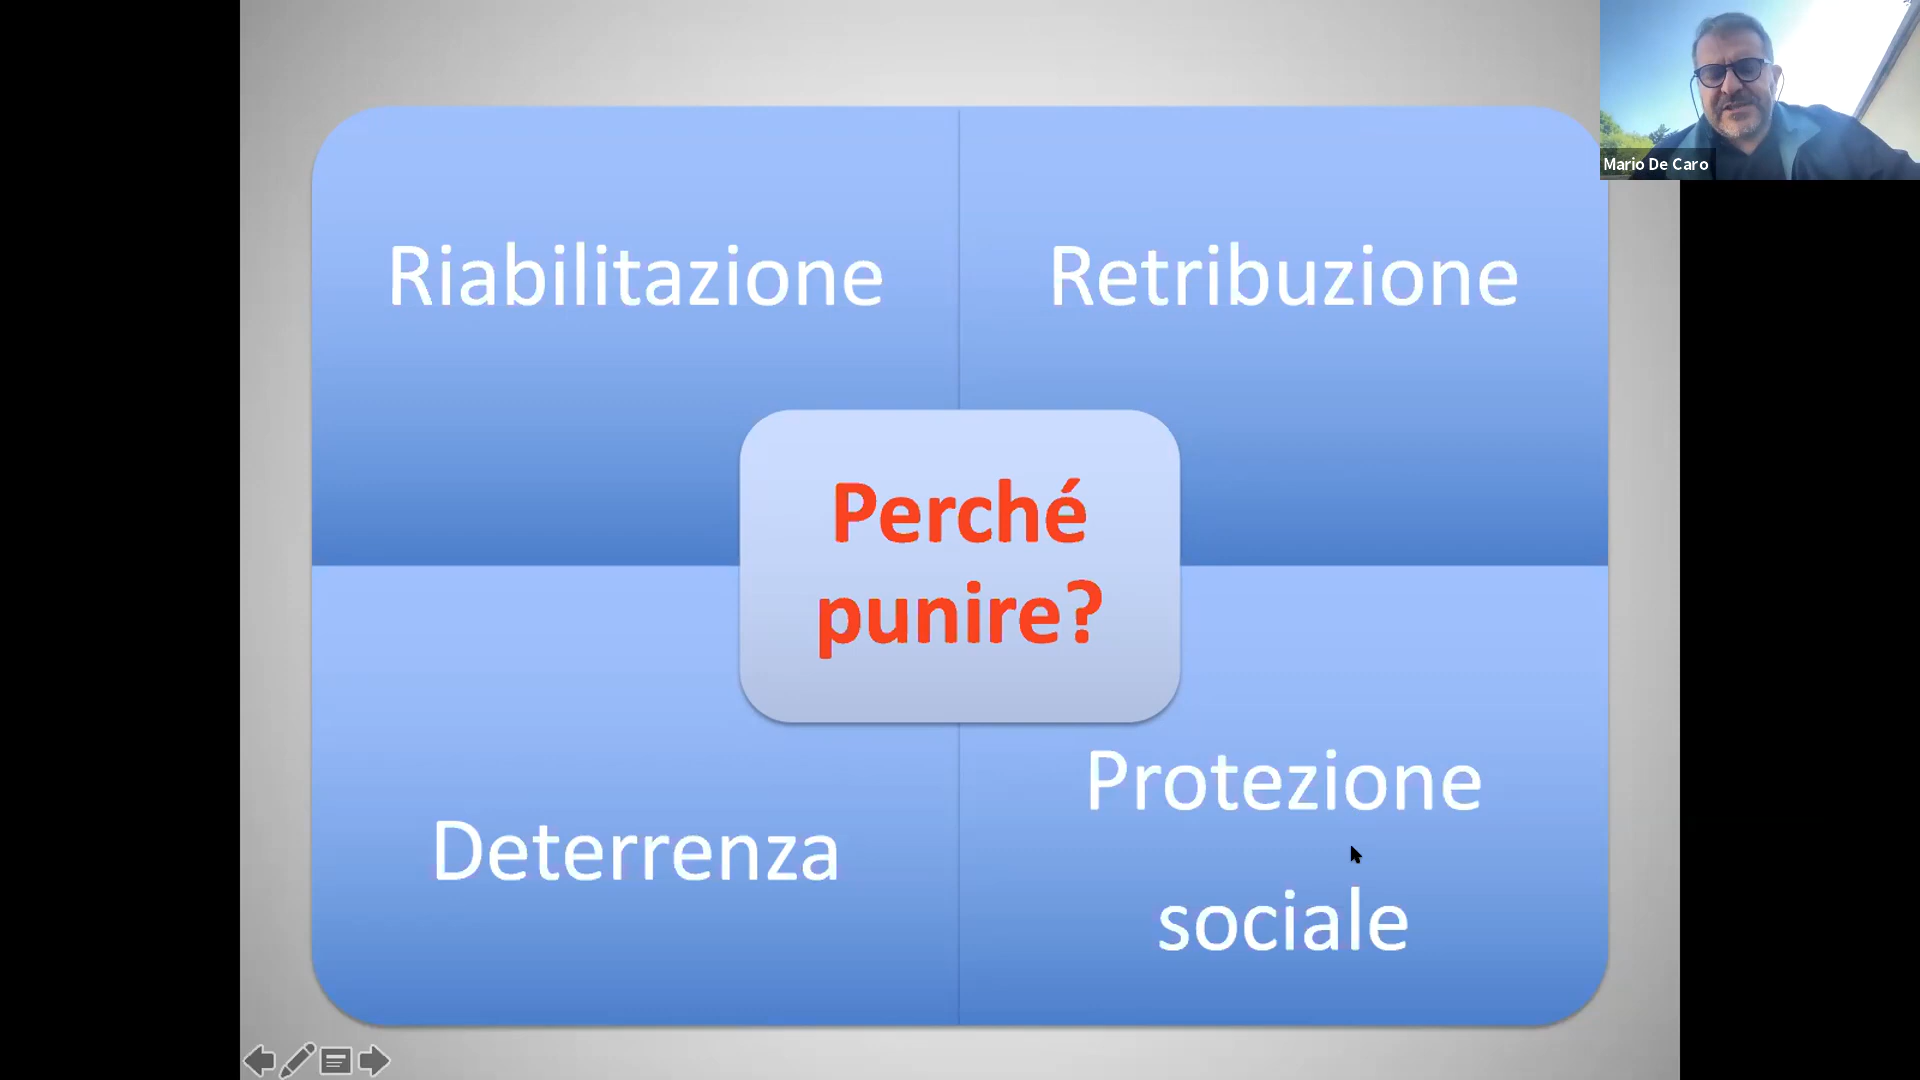 Mario De Caro
Riabilitazione
Retribuzione
Perché
punire?
Deterrenza
Protezione
sociale